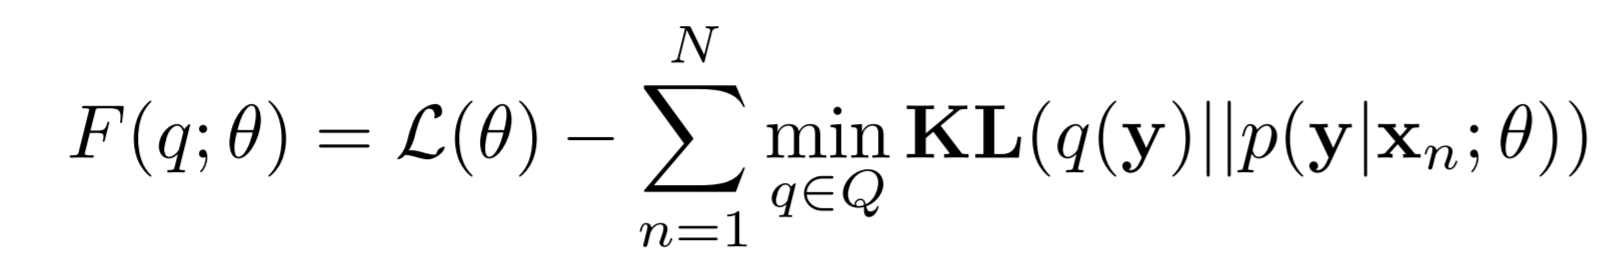 F(q; θ) = ℒ(θ) − ∑_{n=1}^{N} min_{q∈Q} KL(q(y)||p(y|x_n; θ))